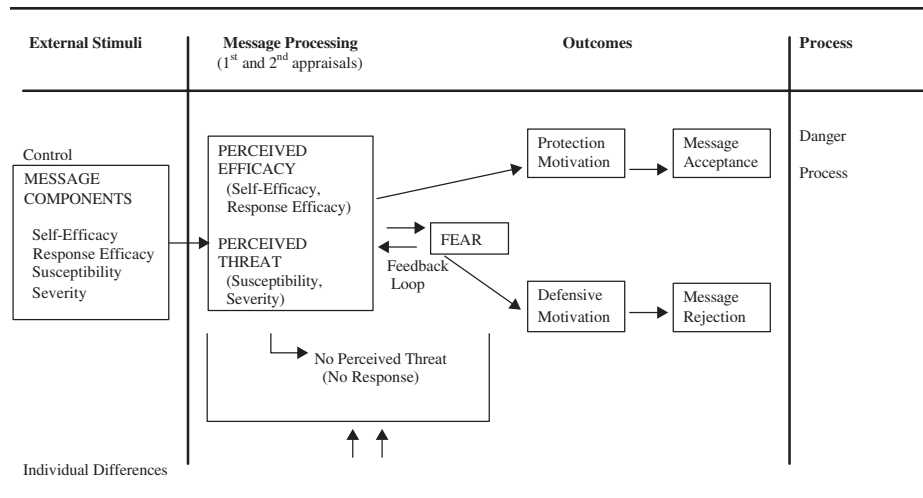 External Stimuli
Message Processing
(1st and 2nd appraisals)
Outcomes
Process
Control
MESSAGE
COMPONENTS
Self-Efficacy
Response Efficacy
Susceptibility
Severity
PERCEIVED
EFFICACY
(Self-Efficacy,
Response Efficacy)
PERCEIVED
THREAT
(Susceptibility,
Severity)
FEAR
Feedback
Loop
Protection
Motivation
Message
Acceptance
Defensive
Motivation
Message
Rejection
Danger
Process
No Perceived Threat
(No Response)
Individual Differences